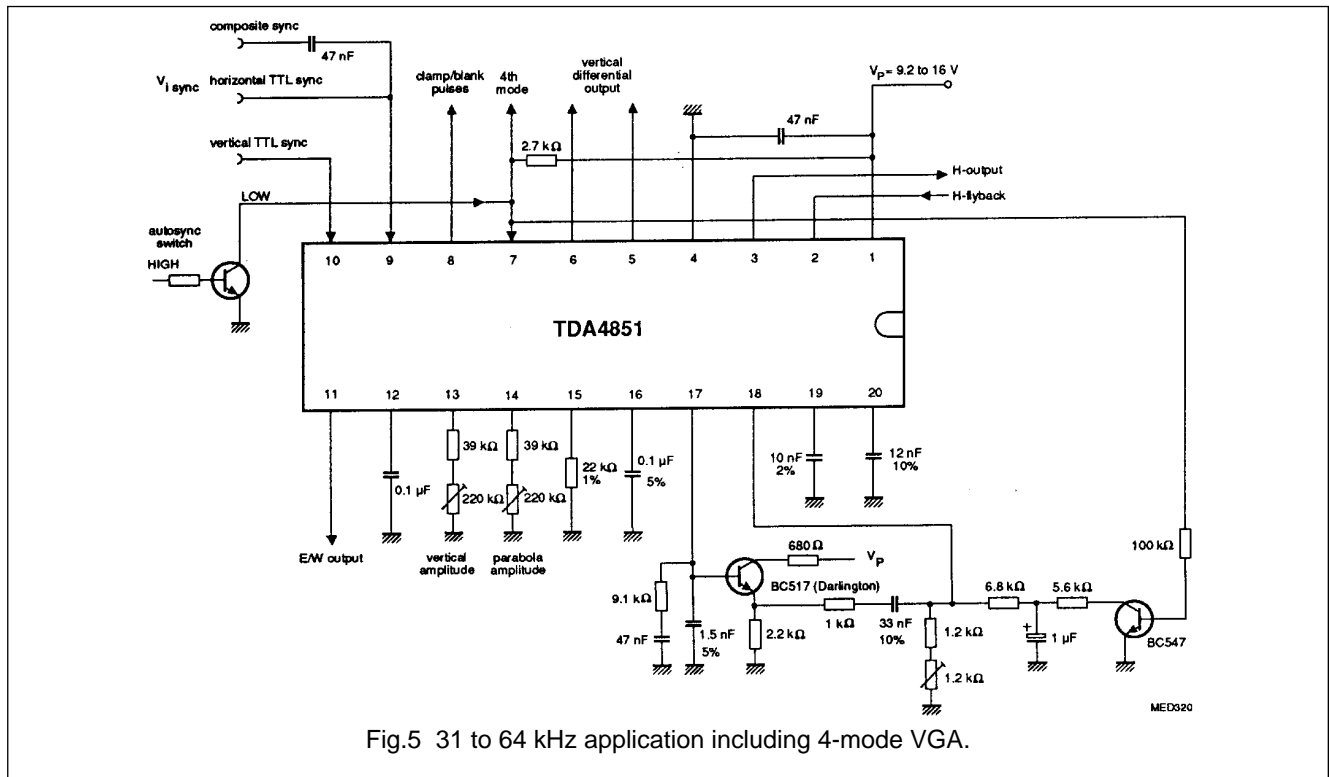 composite sync
47 nF
V i sync
horizontal TTL sync
vertical TTL sync
clamp/blank
pulses
4th
mode
vertical
differential
output
VP = 9.2 to 16 V
47 nF
2.7 kΩ
H-output
H-flyback
LOW
autosync
switch
HIGH
10
9
8
7
6
5
4
3
2
1
TDA4851
11
12
13
14
15
16
17
18
19
20
39 kΩ
39 kΩ
22 kΩ
1%
0.1 µF
5%
10 nF
2%
12 nF
10%
0.1 µF
220 kΩ
220 kΩ
E/W output
vertical
amplitude
parabola
amplitude
680 Ω
VP
BC517 (Darlington)
100 kΩ
9.1 kΩ
47 nF
1.5 nF
5%
2.2 kΩ
1 kΩ
33 nF
10%
6.8 kΩ
5.6 kΩ
1.2 kΩ
1.2 kΩ
+
1 µF
BC547
MED320
Fig.5 31 to 64 kHz application including 4-mode VGA.